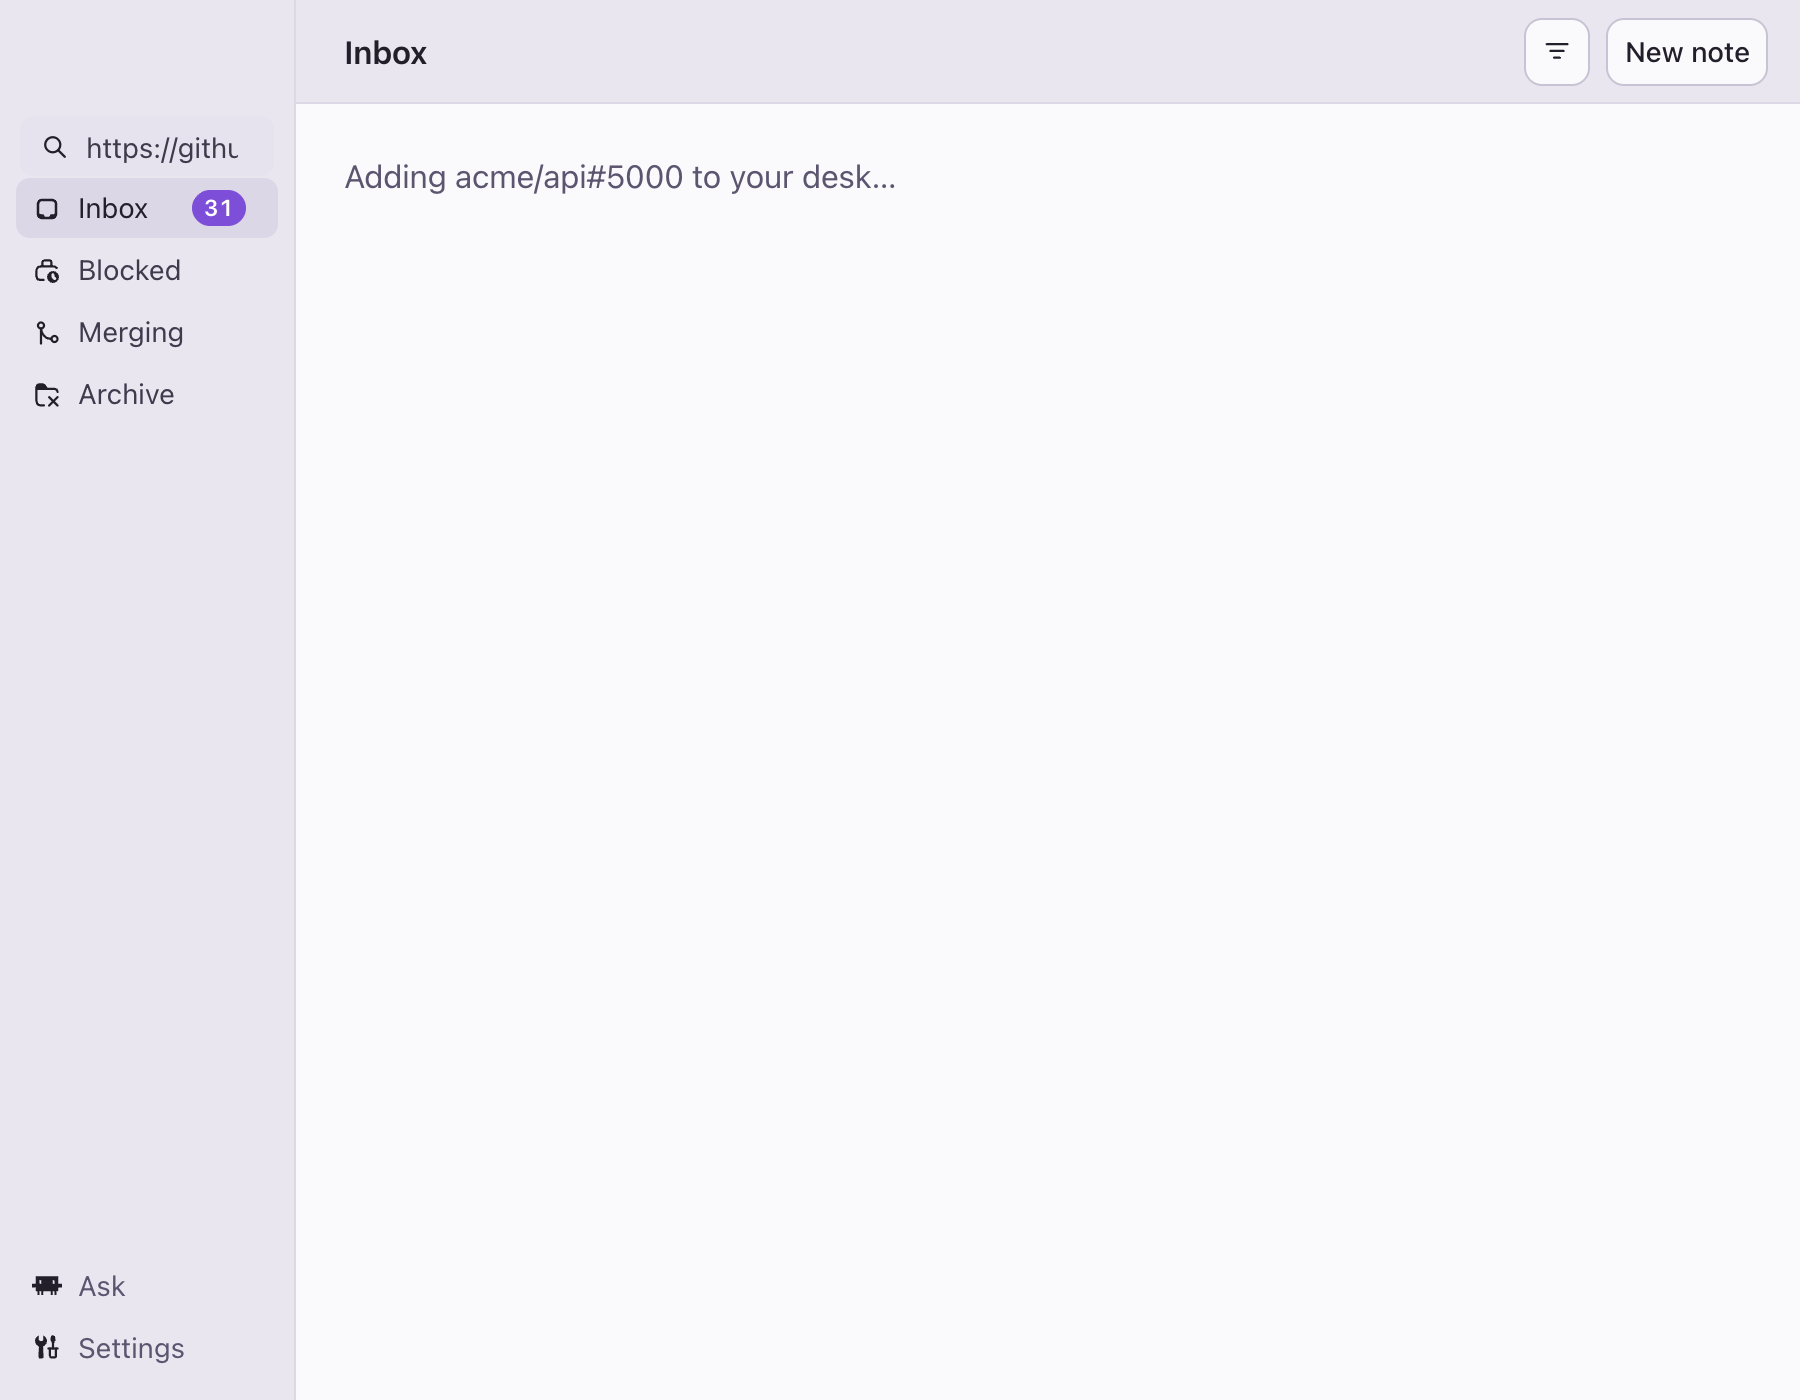 Inbox
New note
https://githu
Inbox 31
Blocked
Merging
Archive
Adding acme/api#5000 to your desk...
Ask
Settings